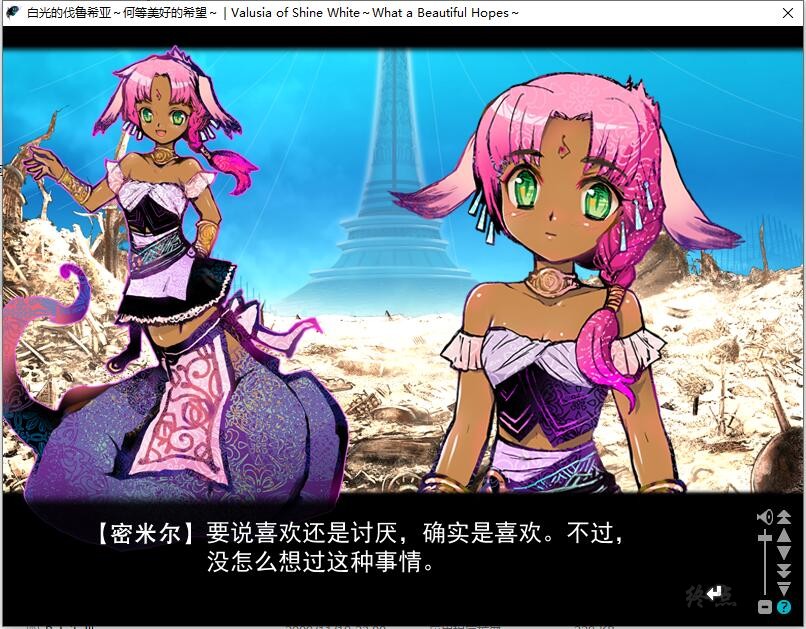 白光的伐鲁希亚～何等美好的希望～ | Valusia of Shine White～What a Beautiful Hopes～
【密米尔】要说喜欢还是讨厌，确实是喜欢。不过，
没怎么想过这种事情。